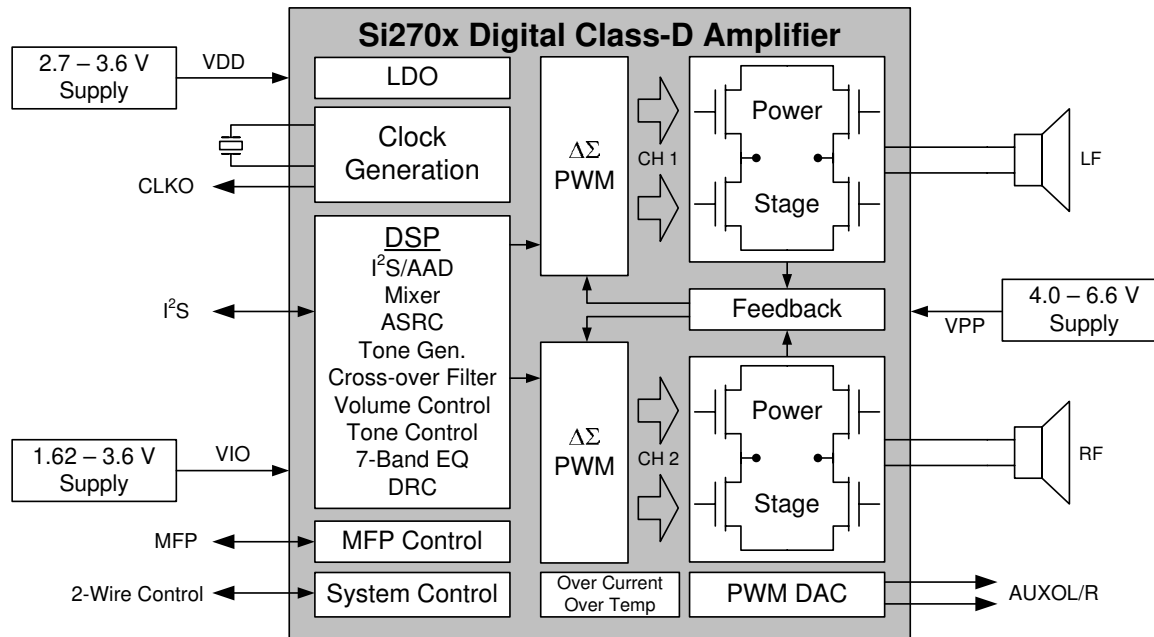 Si270x Digital Class-D Amplifier
2.7 – 3.6 V
Supply
VDD
LDO
Clock
Generation
CLKO
ΔΣ
PWM
CH 1
Power
Stage
LF
DSP
I²S/AAD
Mixer
ASRC
Tone Gen.
Cross-over Filter
Volume Control
Tone Control
7-Band EQ
DRC
I²S
Feedback
VPP
4.0 – 6.6 V
Supply
1.62 – 3.6 V
Supply
VIO
ΔΣ
PWM
CH 2
Power
Stage
RF
MFP
MFP Control
2-Wire Control
System Control
Over Current
Over Temp
PWM DAC
AUXOL/R